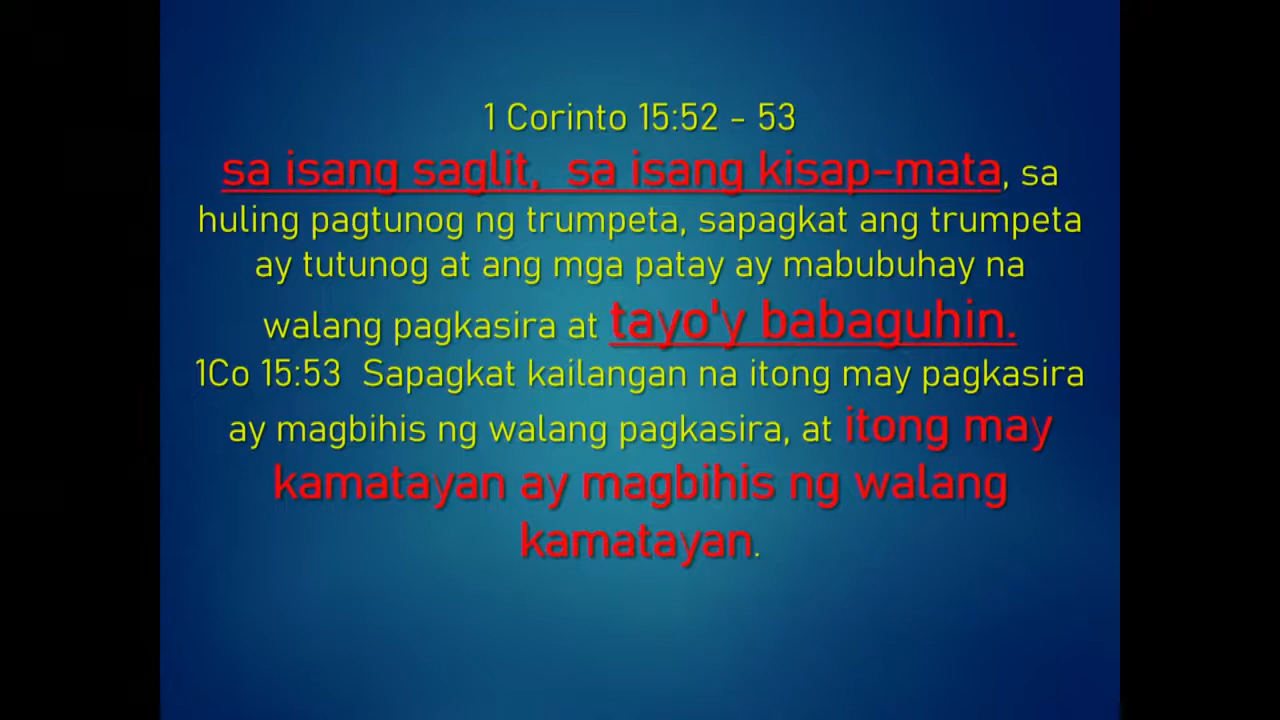 1 Corinto 15:52 - 53
sa isang saglit,  sa isang kisap-mata, sa
huling pagtunog ng trumpeta, sapagkat ang trumpeta
ay tutunog at ang mga patay ay mabubuhay na
walang pagkasira at tayo'y babaguhin.
1Co 15:53  Sapagkat kailangan na itong may pagkasira
ay magbihis ng walang pagkasira, at itong may
kamatayan ay magbihis ng walang
kamatayan.